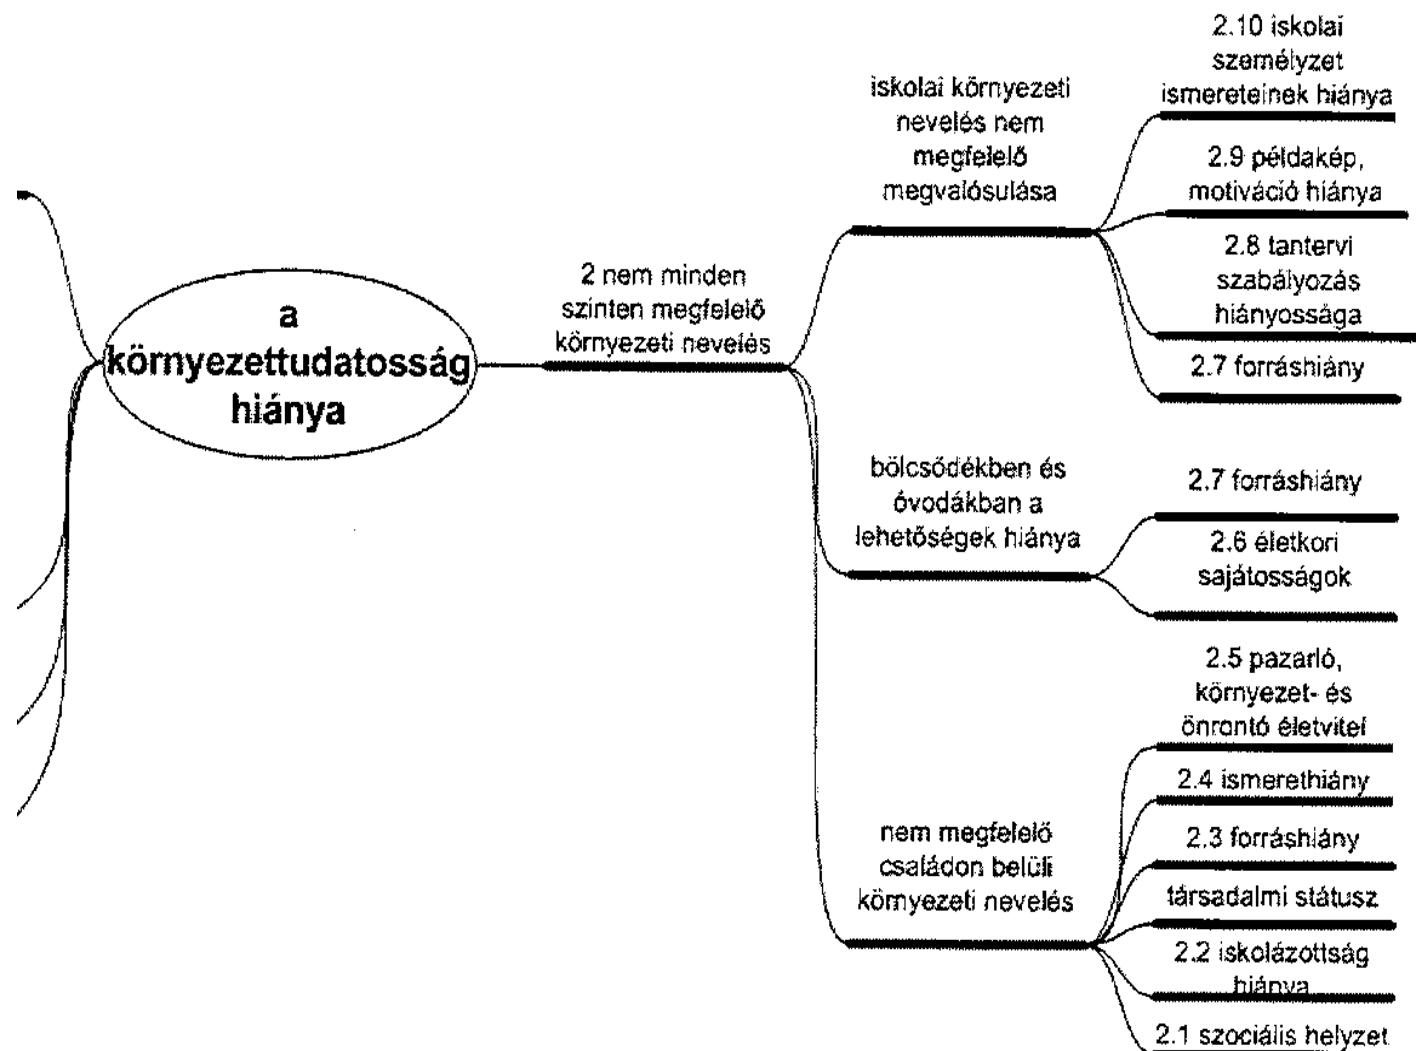 a
környezettudatosság
hiánya
2 nem minden
szinten megfelelő
környezeti nevelés
iskolai környezeti
nevelés nem
megfelelő
megvalósulása
2.10 iskolai
személyzet
ismereteinek hiánya
2.9 példakép,
motiváció hiánya
2.8 tantervi
szabályozás
hiányossága
2.7 forráshiány
bölcsődékben és
óvodákban a
lehetőségek hiánya
2.7 forráshiány
2.6 életkori
sajátosságok
nem megfelelő
családon belüli
környezeti nevelés
2.5 pazarló,
környezet- és
önrontó életvitel
2.4 ismerethiány
2.3 forráshiány
társadalmi státusz
2.2 iskolázottság
hiánya
2.1 szociális helyzet